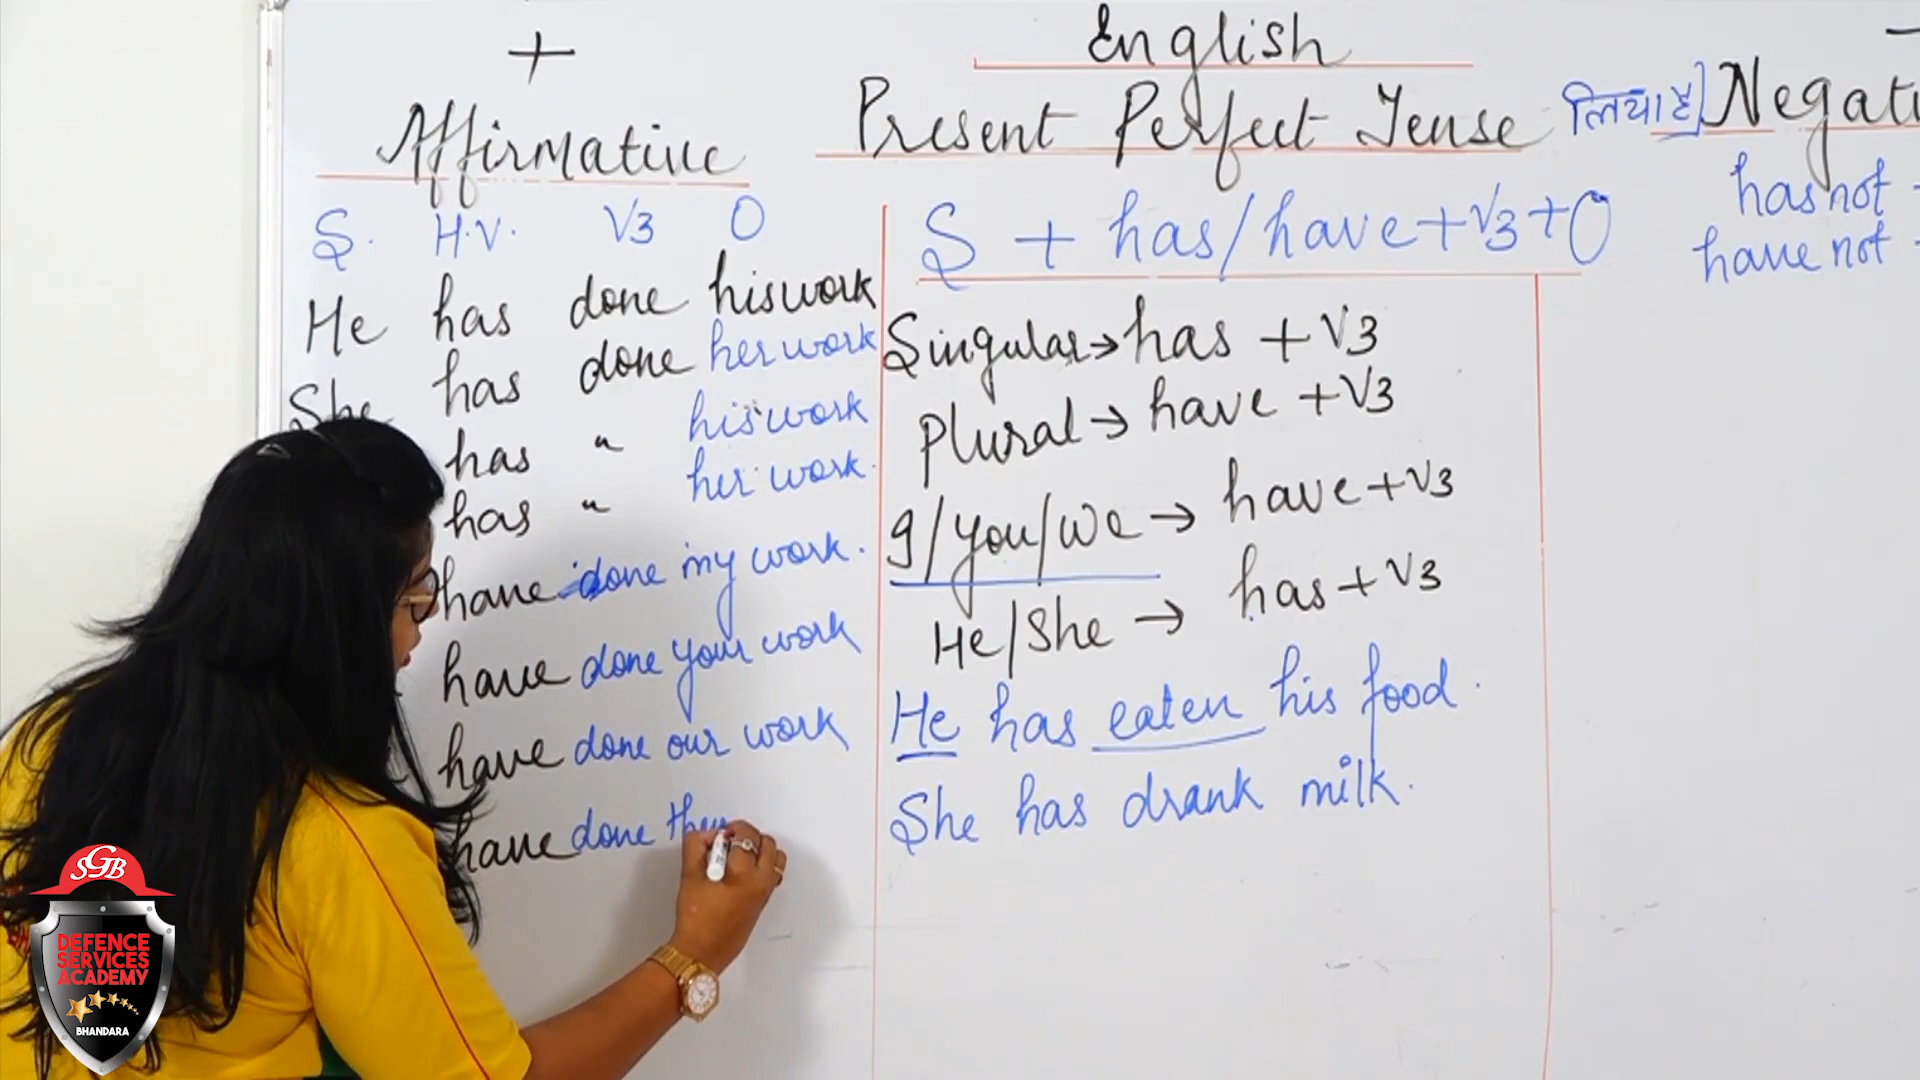 +
Affirmative
S. H.V. V3 O
He has done his work
She has done her work
has " his work
has " her work.
have done my work.
have done your work
have done our work
have done
English
Present Perfect Tense लिया है]
S + has/have+V3+O
Singular→has + V3
Plural→have + V3
I/You/We→ have+V3
He/She → has+V3
He has eaten his food.
She has drank milk.
has not
have not
SGB
DEFENCE
SERVICES
ACADEMY
BHANDARA